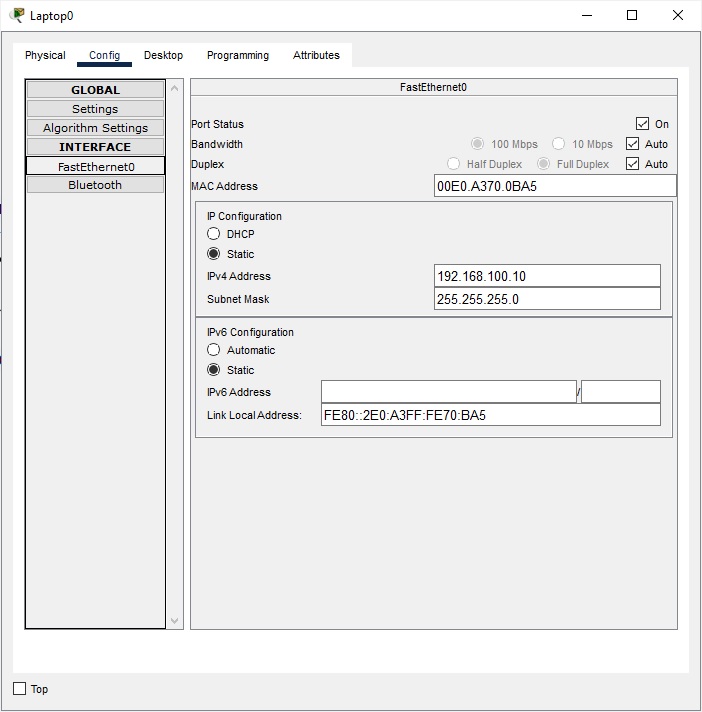 Laptop0
Physical Config Desktop Programming Attributes
GLOBAL
Settings
Algorithm Settings
INTERFACE
FastEthernet0
Bluetooth
FastEthernet0
Port Status On
Bandwidth 100 Mbps 10 Mbps Auto
Duplex Half Duplex Full Duplex Auto
MAC Address 00E0.A370.0BA5
IP Configuration
DHCP
Static
IPv4 Address 192.168.100.10
Subnet Mask 255.255.255.0
IPv6 Configuration
Automatic
Static
IPv6 Address /
Link Local Address: FE80::2E0:A3FF:FE70:BA5
Top